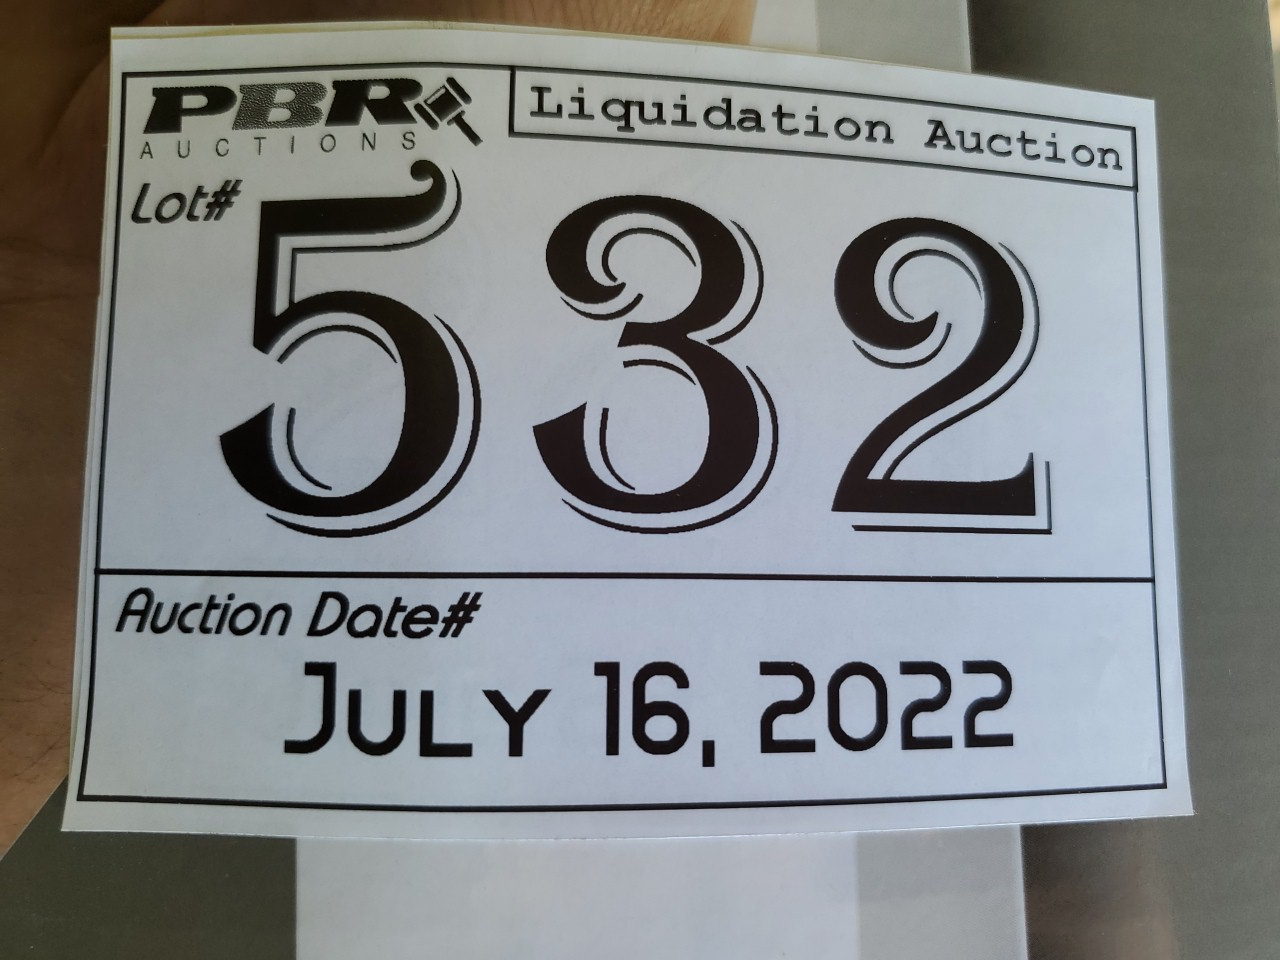 PBR
AUCTIONS
Liquidation Auction
Lot#
532
Auction Date#
JULY 16, 2022